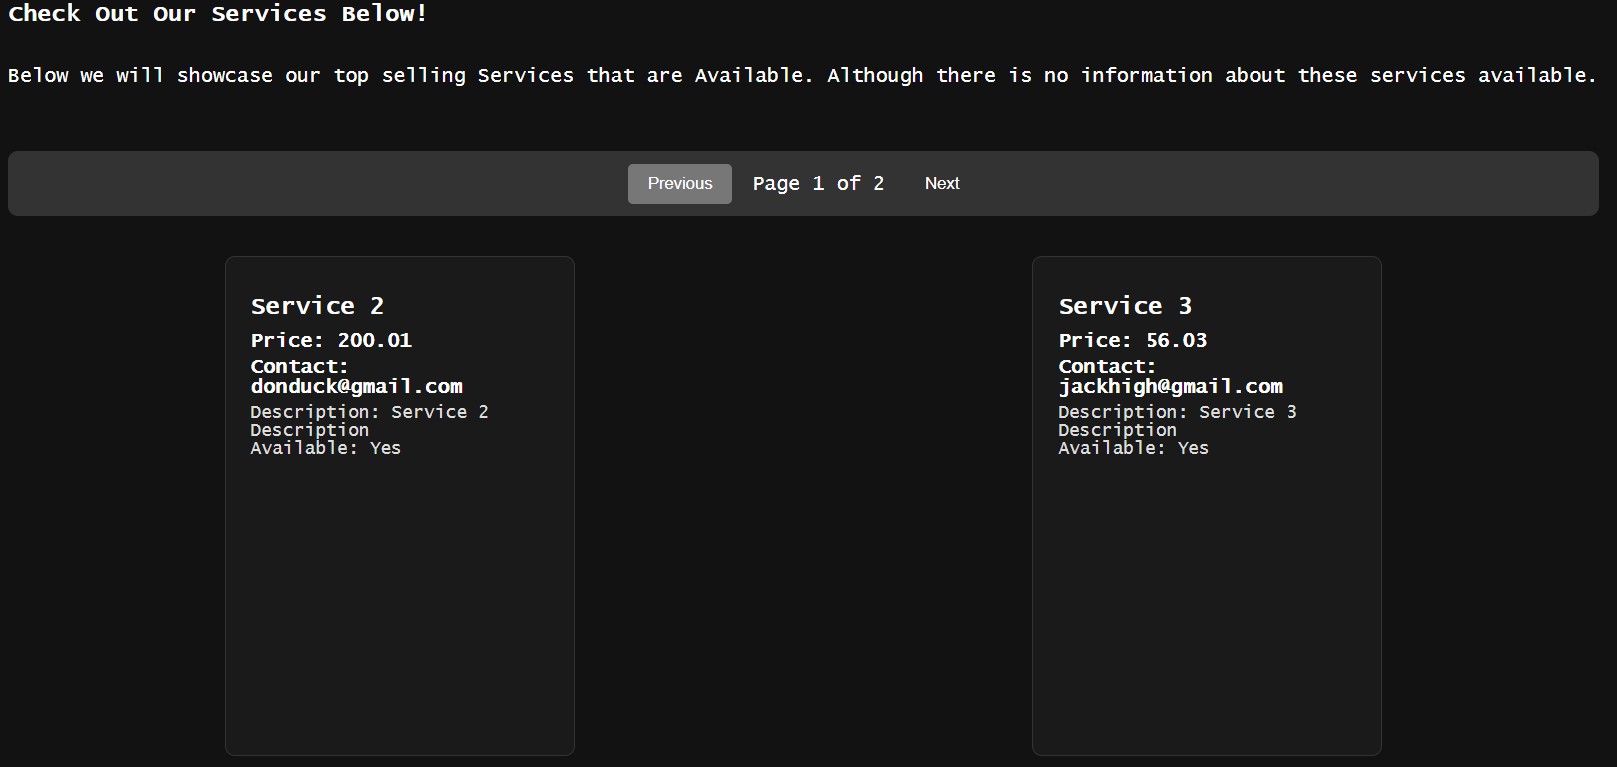 Check Out Our Services Below!
Below we will showcase our top selling Services that are Available. Although there is no information about these services available.
Previous Page 1 of 2 Next
Service 2
Price: 200.01
Contact:
donduck@gmail.com
Description: Service 2
Description
Available: Yes
Service 3
Price: 56.03
Contact:
jackhigh@gmail.com
Description: Service 3
Description
Available: Yes